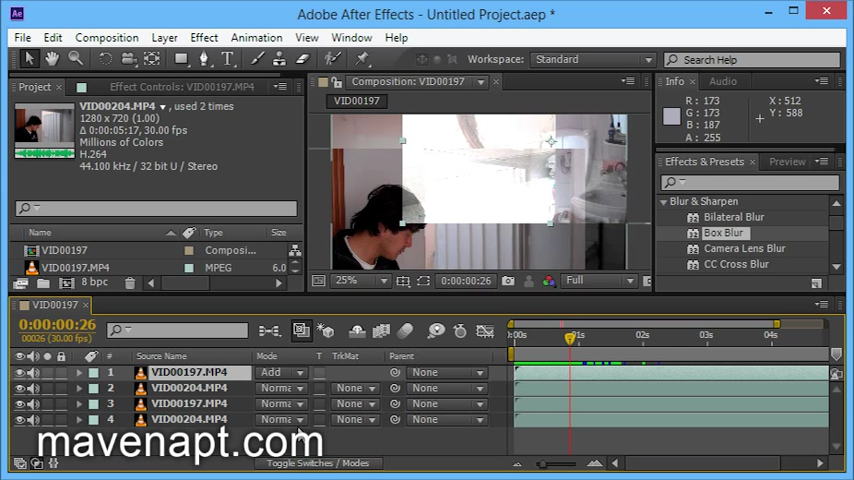 Adobe After Effects - Untitled Project.aep *
File Edit Composition Layer Effect Animation View Window Help
Workspace: Standard
Search Help
Project Effect Controls: VID00197.MP4
Composition: VID00197
Info Audio
VID00204.MP4 , used 2 times
1280 x 720 (1.00)
Δ 0:00:05:17, 30.00 fps
Millions of Colors
H.264
44.100 kHz / 32 bit U / Stereo
VID00197
R : 173
G : 173
B : 187
A : 255
X : 512
Y : 588
Effects & Presets Preview
Blur & Sharpen
Bilateral Blur
Box Blur
Camera Lens Blur
CC Cross Blur
Name Type Size
VID00197 Composi...
VID00197.MP4 MPEG 6.0
8 bpc
25% 0:00:00:26 Full
VID00197
0:00:00:26
00026 (30.00 fps)
:00s 01s 02s 03s 04s
# Source Name Mode T TrkMat Parent
1 VID00197.MP4 Add None
2 VID00204.MP4 Norma None None
3 VID00197.MP4 Norma None None
4 VID00204.MP4 Norma None None
mavenapt.com
Toggle Switches / Modes